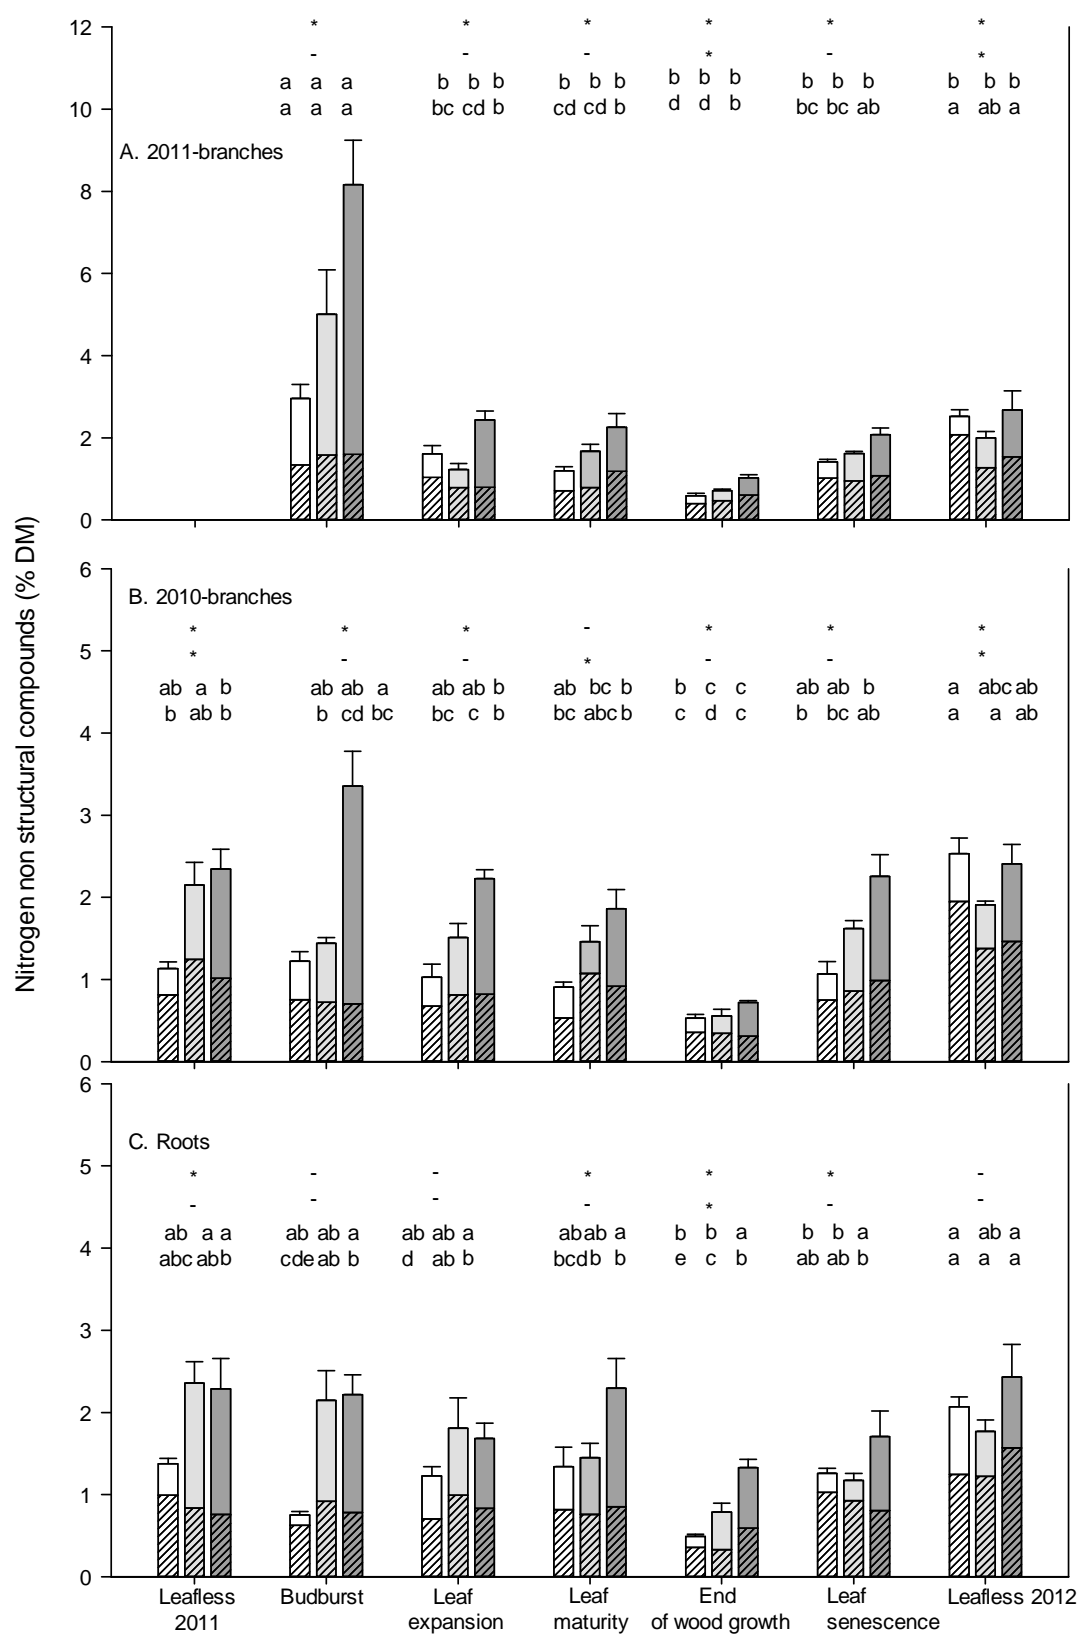 12
* * * * * *
- - - * - *
a a a b b b b b b b b b b b b b b b
a a a bc cd b cd cd b d d b bc bc ab a ab a
10
A. 2011-branches
8
6
4
2
0
Nitrogen non structural compounds (% DM)
6
B. 2010-branches
* * * - * * *
5
* - - * - - *
ab a b ab ab a ab ab b ab bc b b c c ab ab b a abc ab
b ab b b cd bc bc c b bc abc b c d c b bc ab a a ab
4
3
2
1
0
6
C. Roots
5
* - - * * * -
- - - - * - -
ab a a ab ab a ab ab a ab ab a b b a b b a a ab a
4
abc ab b cde ab b d ab b bcd b b e c b ab ab b a a a
3
2
1
0
Leafless Budburst Leaf Leaf End Leaf Leafless 2012
2011 expansion maturity of wood growth senescence